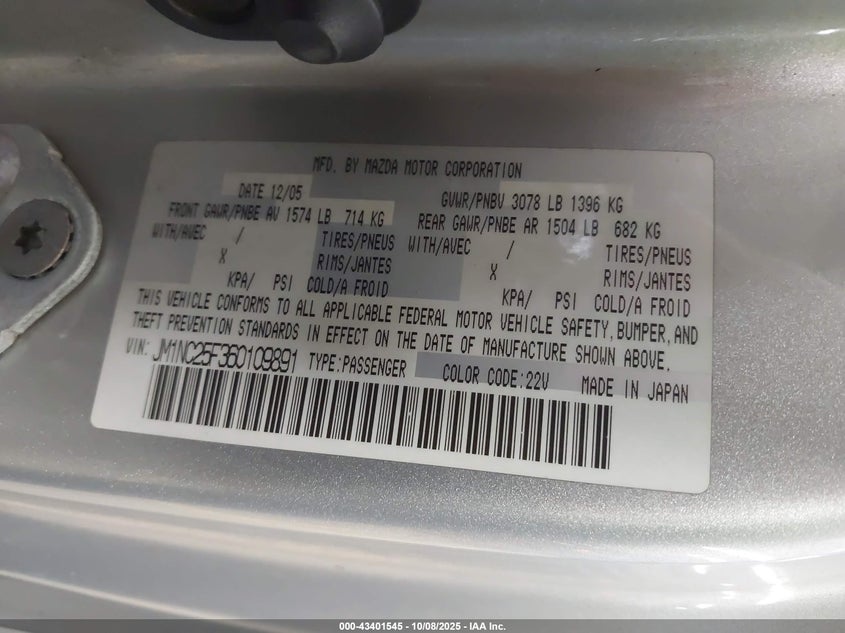 MFD. BY MAZDA MOTOR CORPORATION
DATE 12/05 GVWR/PNBV 3078 LB 1396 KG
FRONT GAWR/PNBE AV 1574 LB 714 KG REAR GAWR/PNBE AR 1504 LB 682 KG
WITH/AVEC / TIRES/PNEUS WITH/AVEC / TIRES/PNEUS
X RIMS/JANTES X RIMS/JANTES
KPA/ PSI COLD/A FROID KPA/ PSI COLD/A FROID
THIS VEHICLE CONFORMS TO ALL APPLICABLE FEDERAL MOTOR VEHICLE SAFETY, BUMPER, AND
THEFT PREVENTION STANDARDS IN EFFECT ON THE DATE OF MANUFACTURE SHOWN ABOVE.
VIN: JM1NC25F360109891 TYPE:PASSENGER COLOR CODE:22V MADE IN JAPAN
000-43401545 - 10/08/2025 - IAA Inc.